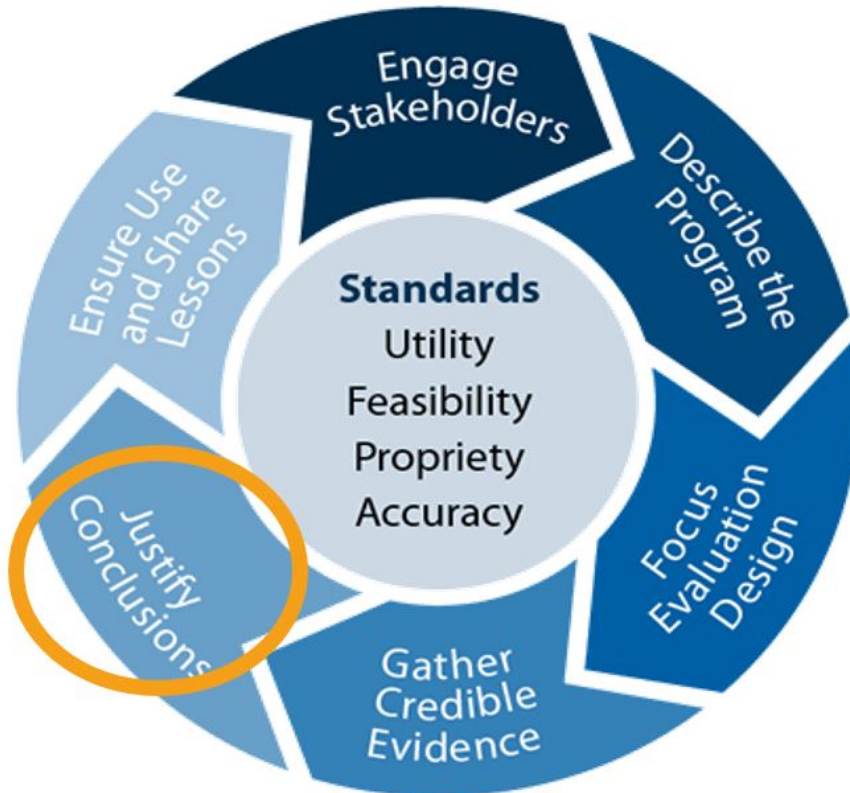 Engage
Stakeholders
Describe the
Program
Focus
Evaluation
Design
Gather
Credible
Evidence
Justify
Conclusions
Ensure Use
and Share
Lessons
Standards
Utility
Feasibility
Propriety
Accuracy